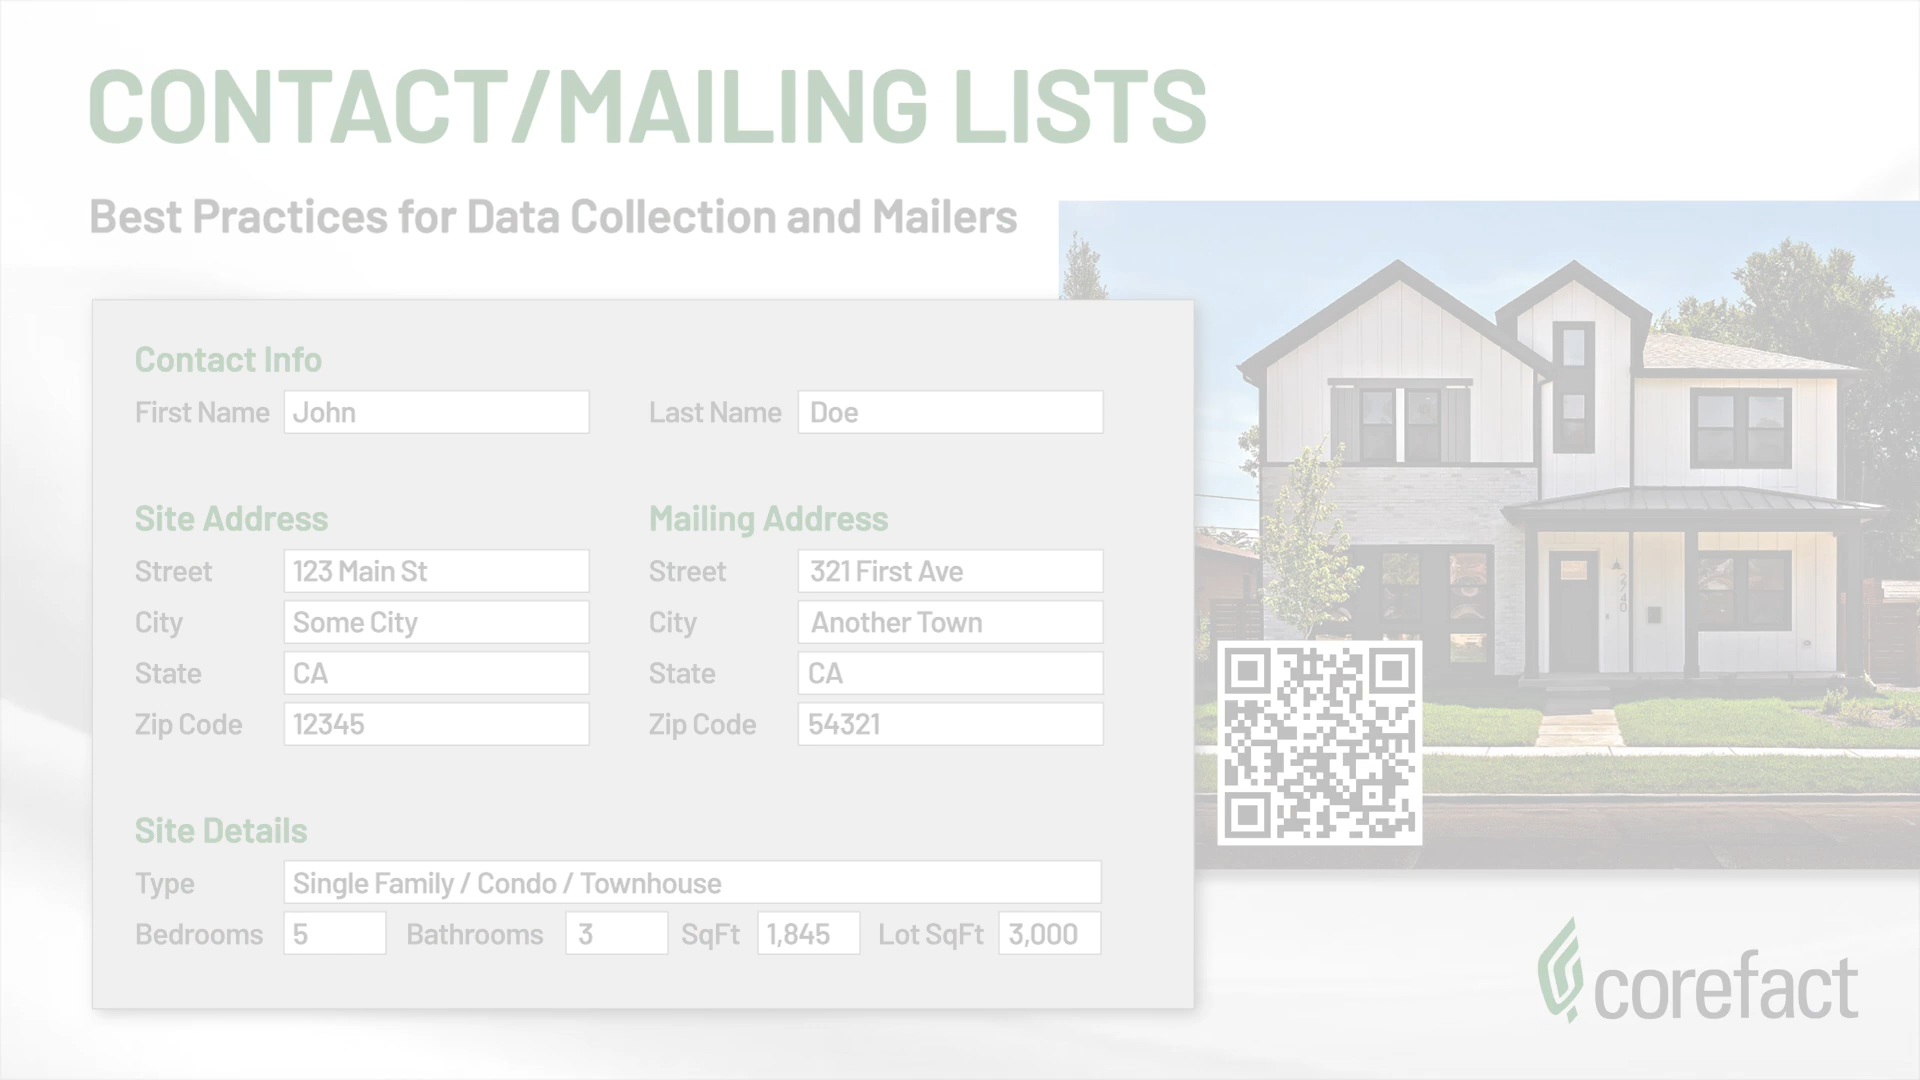 CONTACT/MAILING LISTS
Best Practices for Data Collection and Mailers
Contact Info
First Name John Last Name Doe
Site Address Mailing Address
Street 123 Main St Street 321 First Ave
City Some City City Another Town
State CA State CA
Zip Code 12345 Zip Code 54321
Site Details
Type Single Family / Condo / Townhouse
Bedrooms 5 Bathrooms 3 SqFt 1,845 Lot SqFt 3,000
2240
corefact